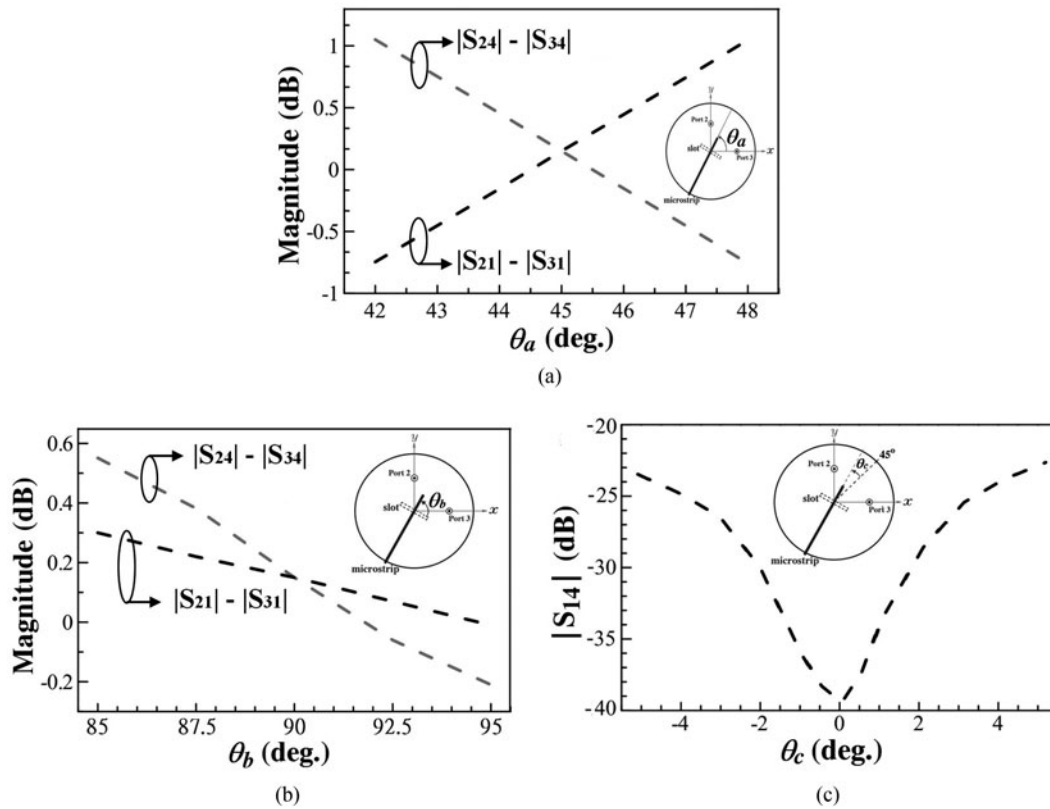 |S24| - |S34|
1
0.5
0
-0.5
-1
Magnitude (dB)
|S21| - |S31|
42 43 44 45 46 47 48
θa (deg.)
y
Port 2
θa
slot
Port 3
x
microstrip
(a)
0.6
0.4
0.2
0
-0.2
Magnitude (dB)
|S24| - |S34|
|S21| - |S31|
85 87.5 90 92.5 95
θb (deg.)
y
Port 2
θb
slot
Port 3
x
microstrip
(b)
-20
-25
-30
-35
-40
|S14| (dB)
-4 -2 0 2 4
θc (deg.)
y
Port 2
θc
45°
slot
Port 3
x
microstrip
(c)